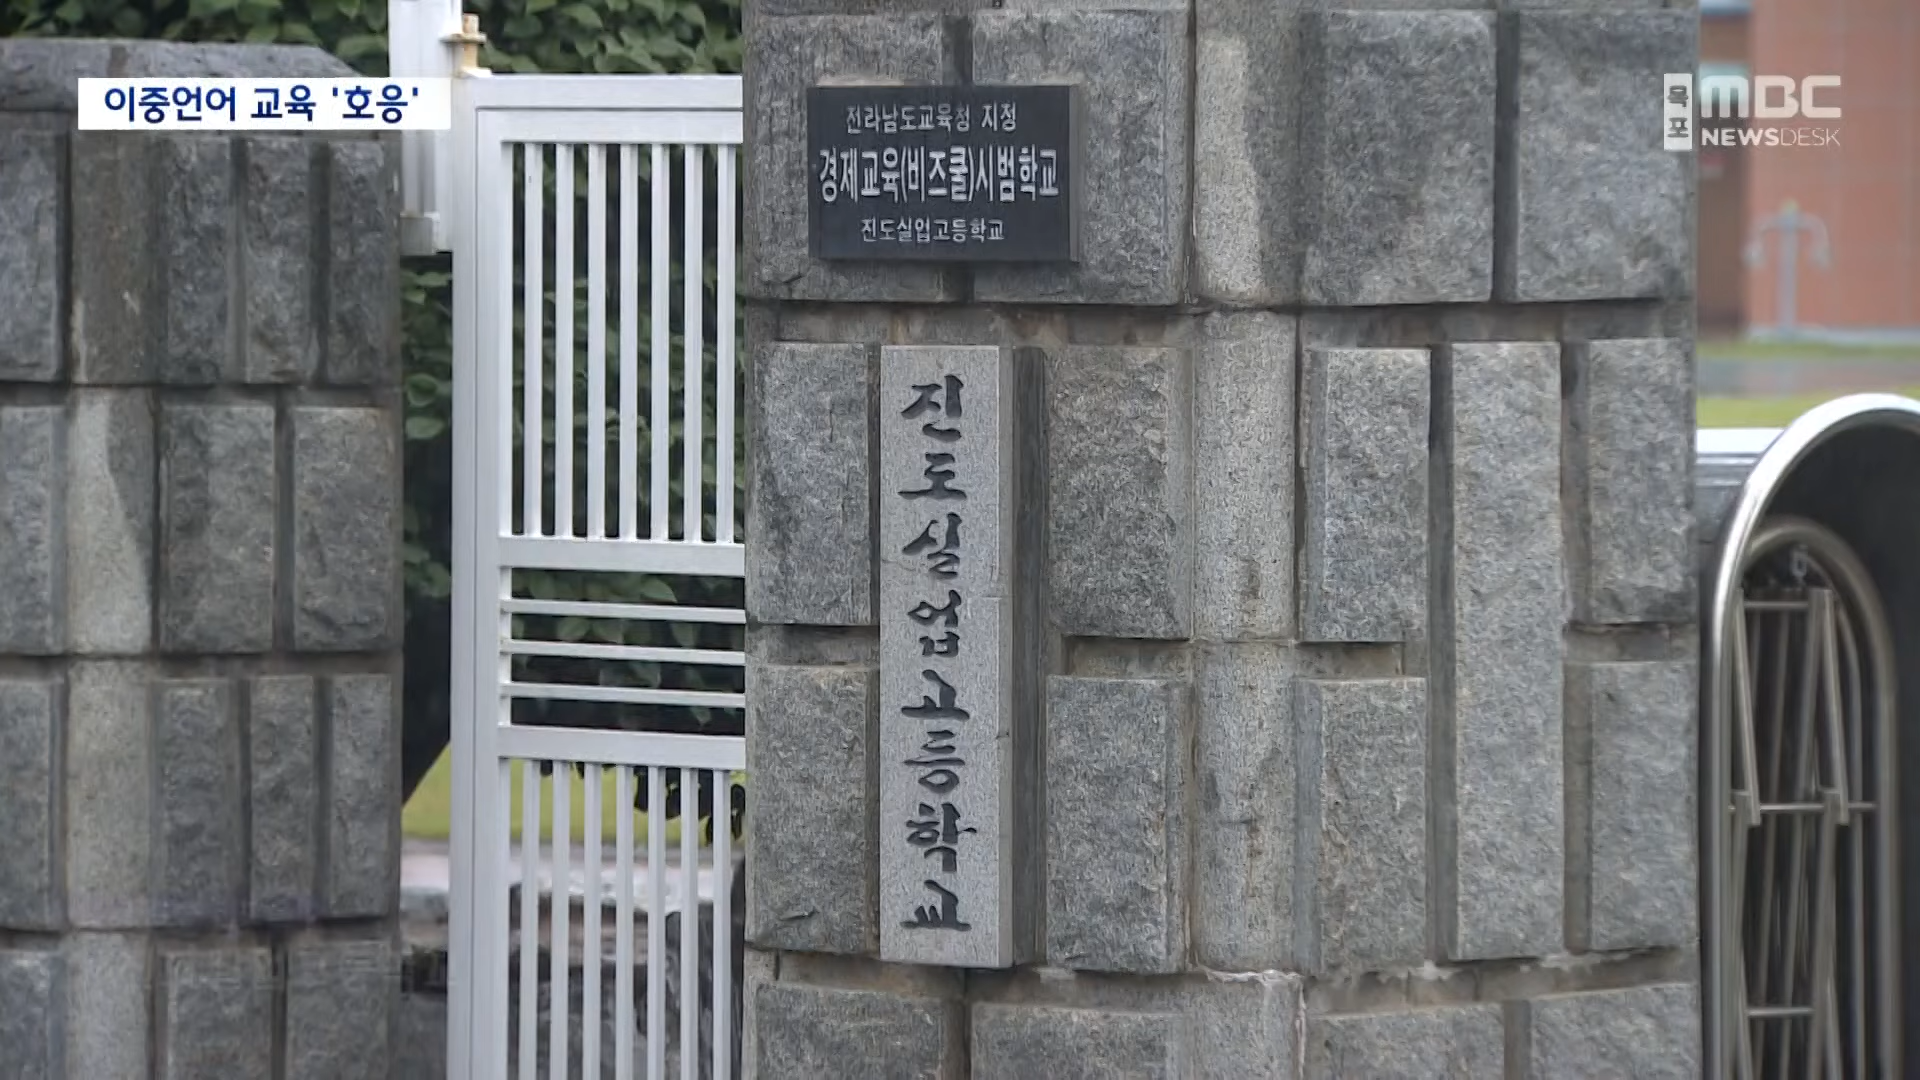 이중언어 교육 '호응'
목포 MBC
NEWSDESK
전라남도교육청 지정
경제교육(비즈쿨)시범학교
진도실업고등학교
진도실업고등학교